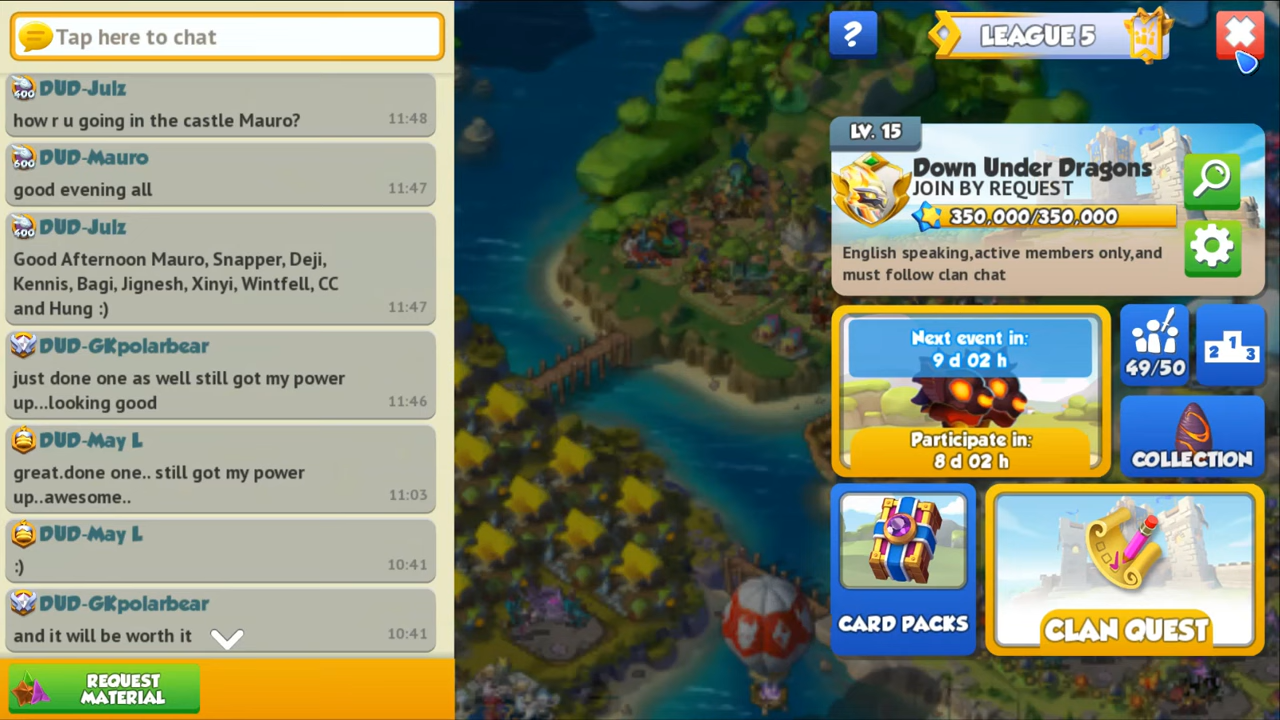 Tap here to chat
DUD-Julz
how r u going in the castle Mauro?
11:48
DUD-Mauro
good evening all
11:47
DUD-Julz
Good Afternoon Mauro, Snapper, Deji,
Kennis, Bagi, Jignesh, Xinyi, Wintfell, CC
and Hung :)
11:47
DUD-GKpolarbear
just done one as well still got my power
up...looking good
11:46
DUD-May L
great.done one.. still got my power
up..awesome..
11:03
DUD-May L
:)
10:41
DUD-GKpolarbear
and it will be worth it
10:41
REQUEST
MATERIAL
?
LEAGUE 5
LV. 15
Down Under Dragons
JOIN BY REQUEST
350,000/350,000
English speaking,active members only,and
must follow clan chat
Next event in:
9 d 02 h
Participate in:
8 d 02 h
49/50
2 1 3
COLLECTION
CARD PACKS
CLAN QUEST